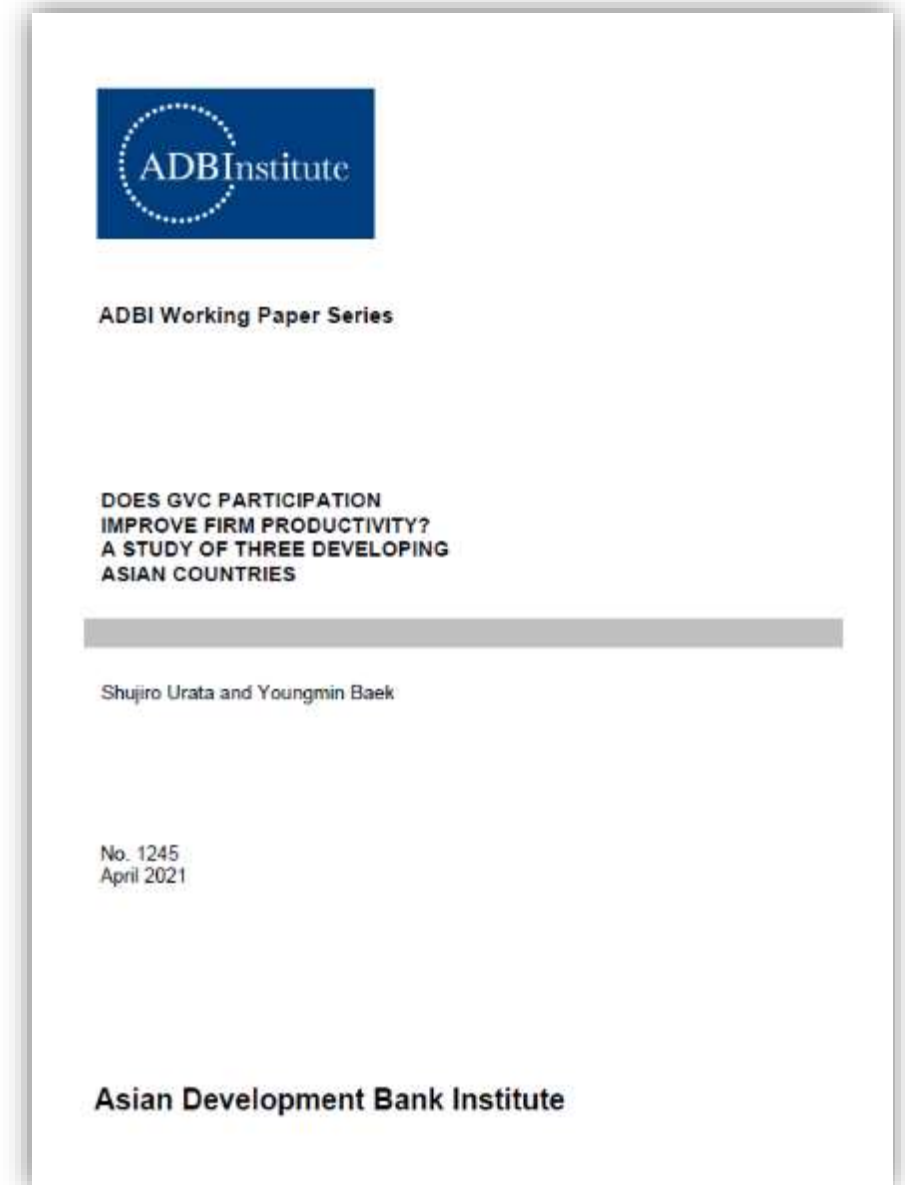 ADBInstitute
ADBI Working Paper Series
DOES GVC PARTICIPATION
IMPROVE FIRM PRODUCTIVITY?
A STUDY OF THREE DEVELOPING
ASIAN COUNTRIES
Shujiro Urata and Youngmin Baek
No. 1245
April 2021
Asian Development Bank Institute